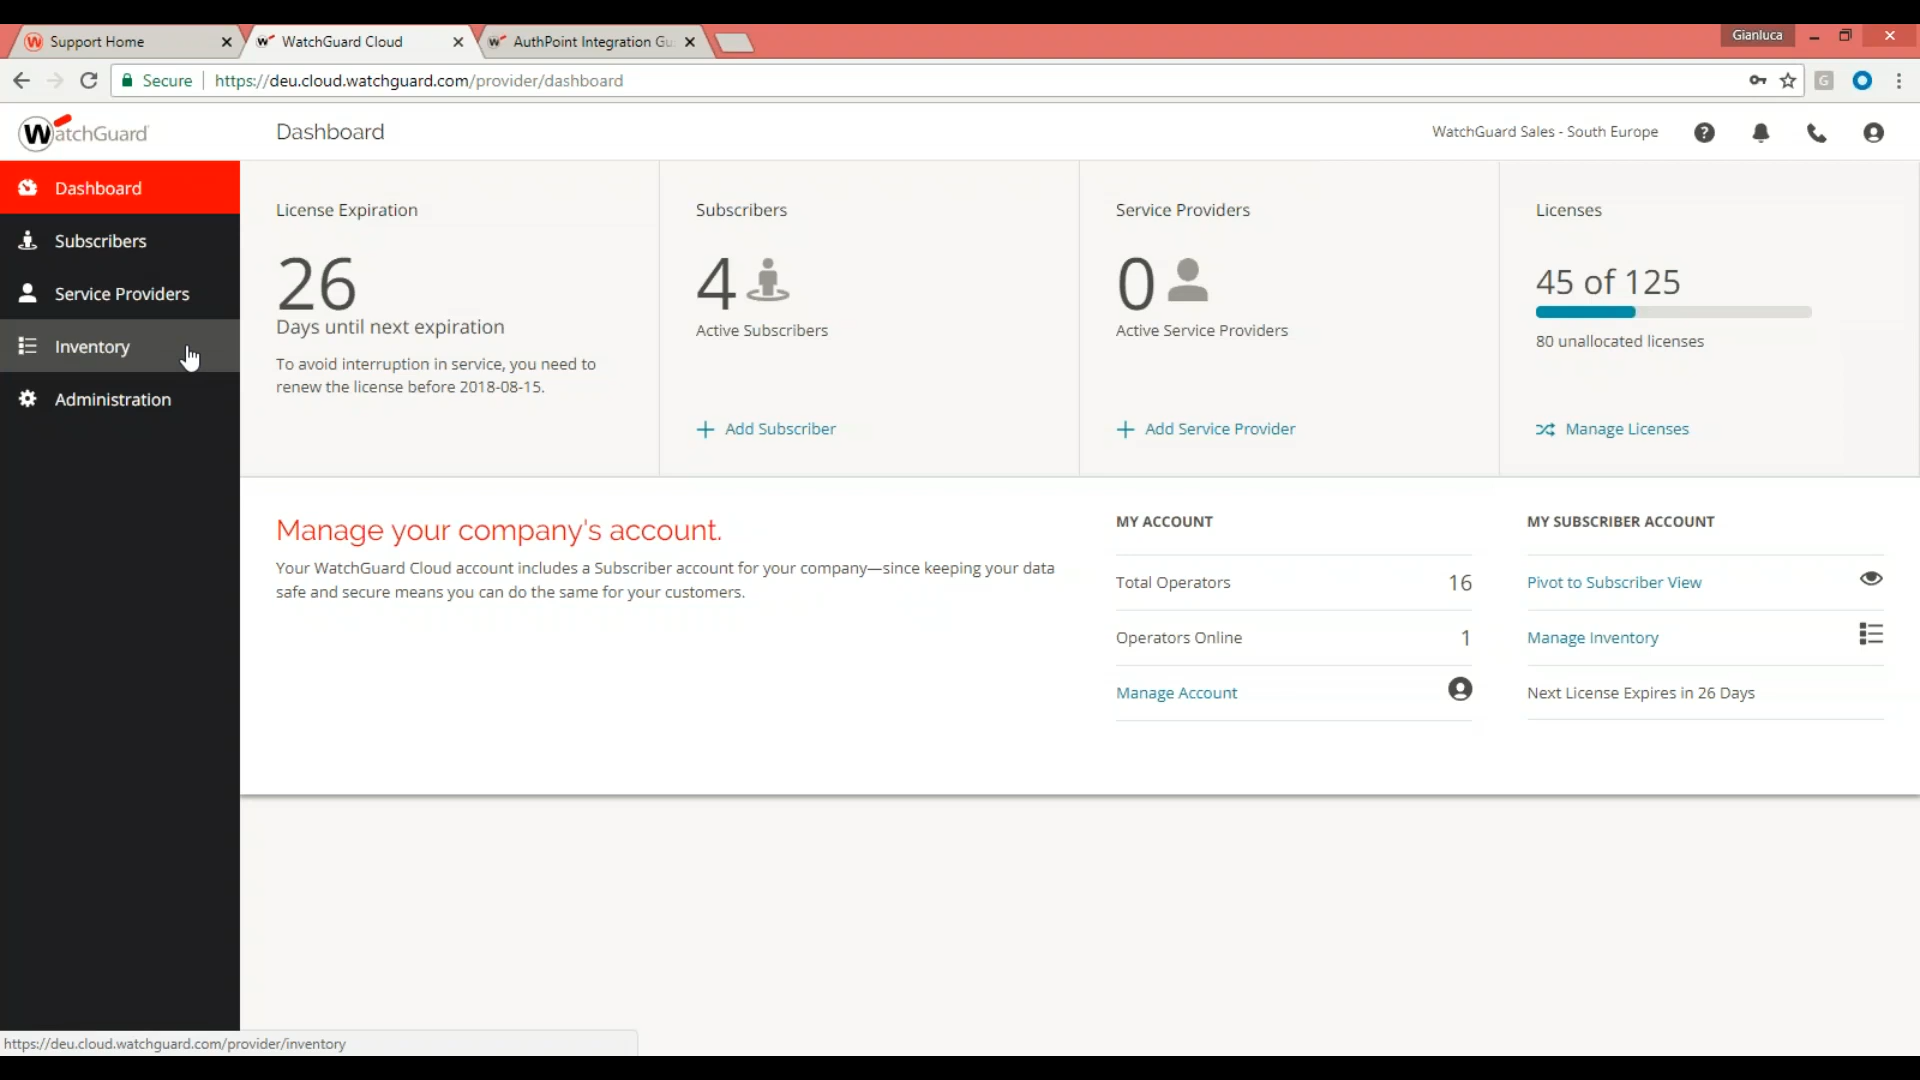 Support Home
WatchGuard Cloud
AuthPoint Integration Gu
Gianluca
Secure
https://deu.cloud.watchguard.com/provider/dashboard
G
WatchGuard
Dashboard
WatchGuard Sales - South Europe
Dashboard
Subscribers
Service Providers
Inventory
Administration
License Expiration
26
Days until next expiration
To avoid interruption in service, you need to
renew the license before 2018-08-15.
Subscribers
4
Active Subscribers
Add Subscriber
Service Providers
0
Active Service Providers
Add Service Provider
Licenses
45 of 125
80 unallocated licenses
Manage Licenses
Manage your company's account.
Your WatchGuard Cloud account includes a Subscriber account for your company—since keeping your data
safe and secure means you can do the same for your customers.
MY ACCOUNT
Total Operators 16
Operators Online 1
Manage Account
MY SUBSCRIBER ACCOUNT
Pivot to Subscriber View
Manage Inventory
Next License Expires in 26 Days
https://deu.cloud.watchguard.com/provider/inventory